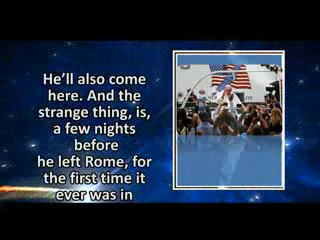 He'll also come
here. And the
strange thing, is,
a few nights
before
he left Rome, for
the first time it
ever was in